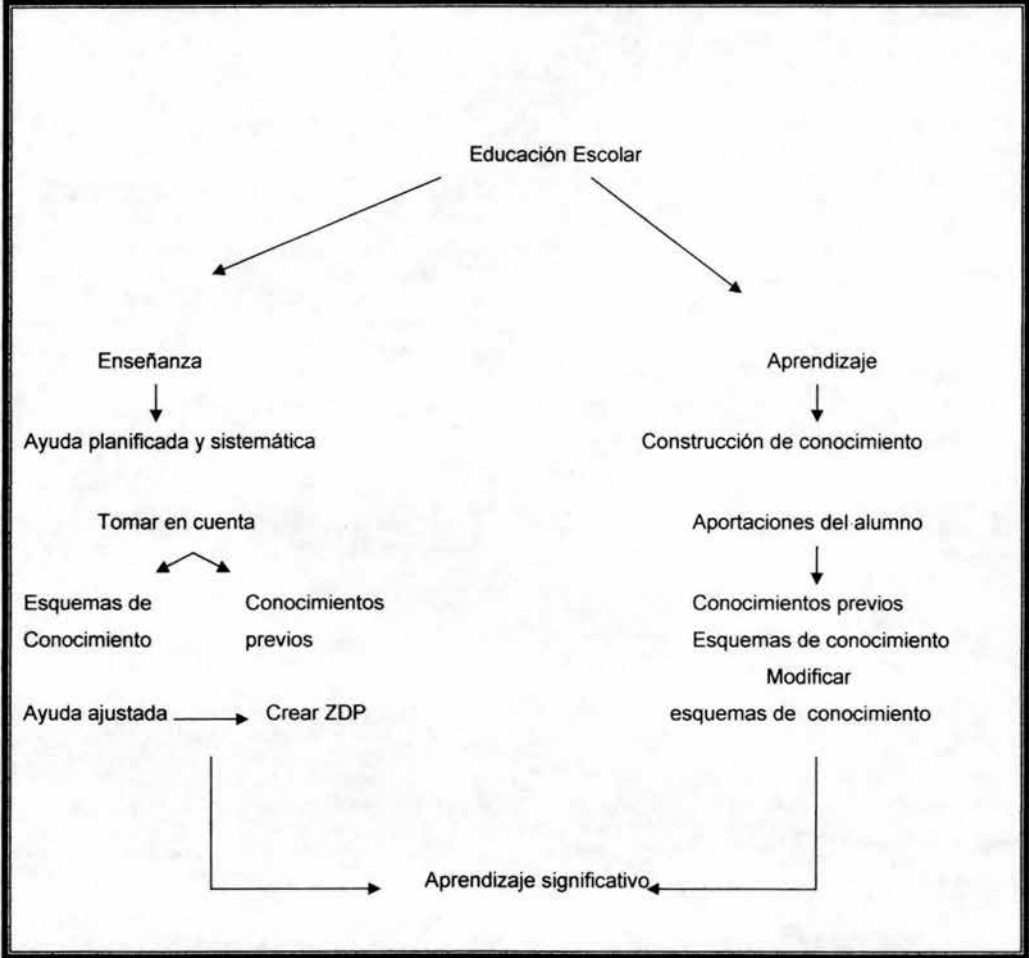 Educación Escolar
Enseñanza
Aprendizaje
Ayuda planificada y sistemática
Construcción de conocimiento
Tomar en cuenta
Aportaciones del alumno
Esquemas de
Conocimiento
Conocimientos
previos
Conocimientos previos
Esquemas de conocimiento
Modificar
esquemas de conocimiento
Ayuda ajustada
Crear ZDP
Aprendizaje significativo